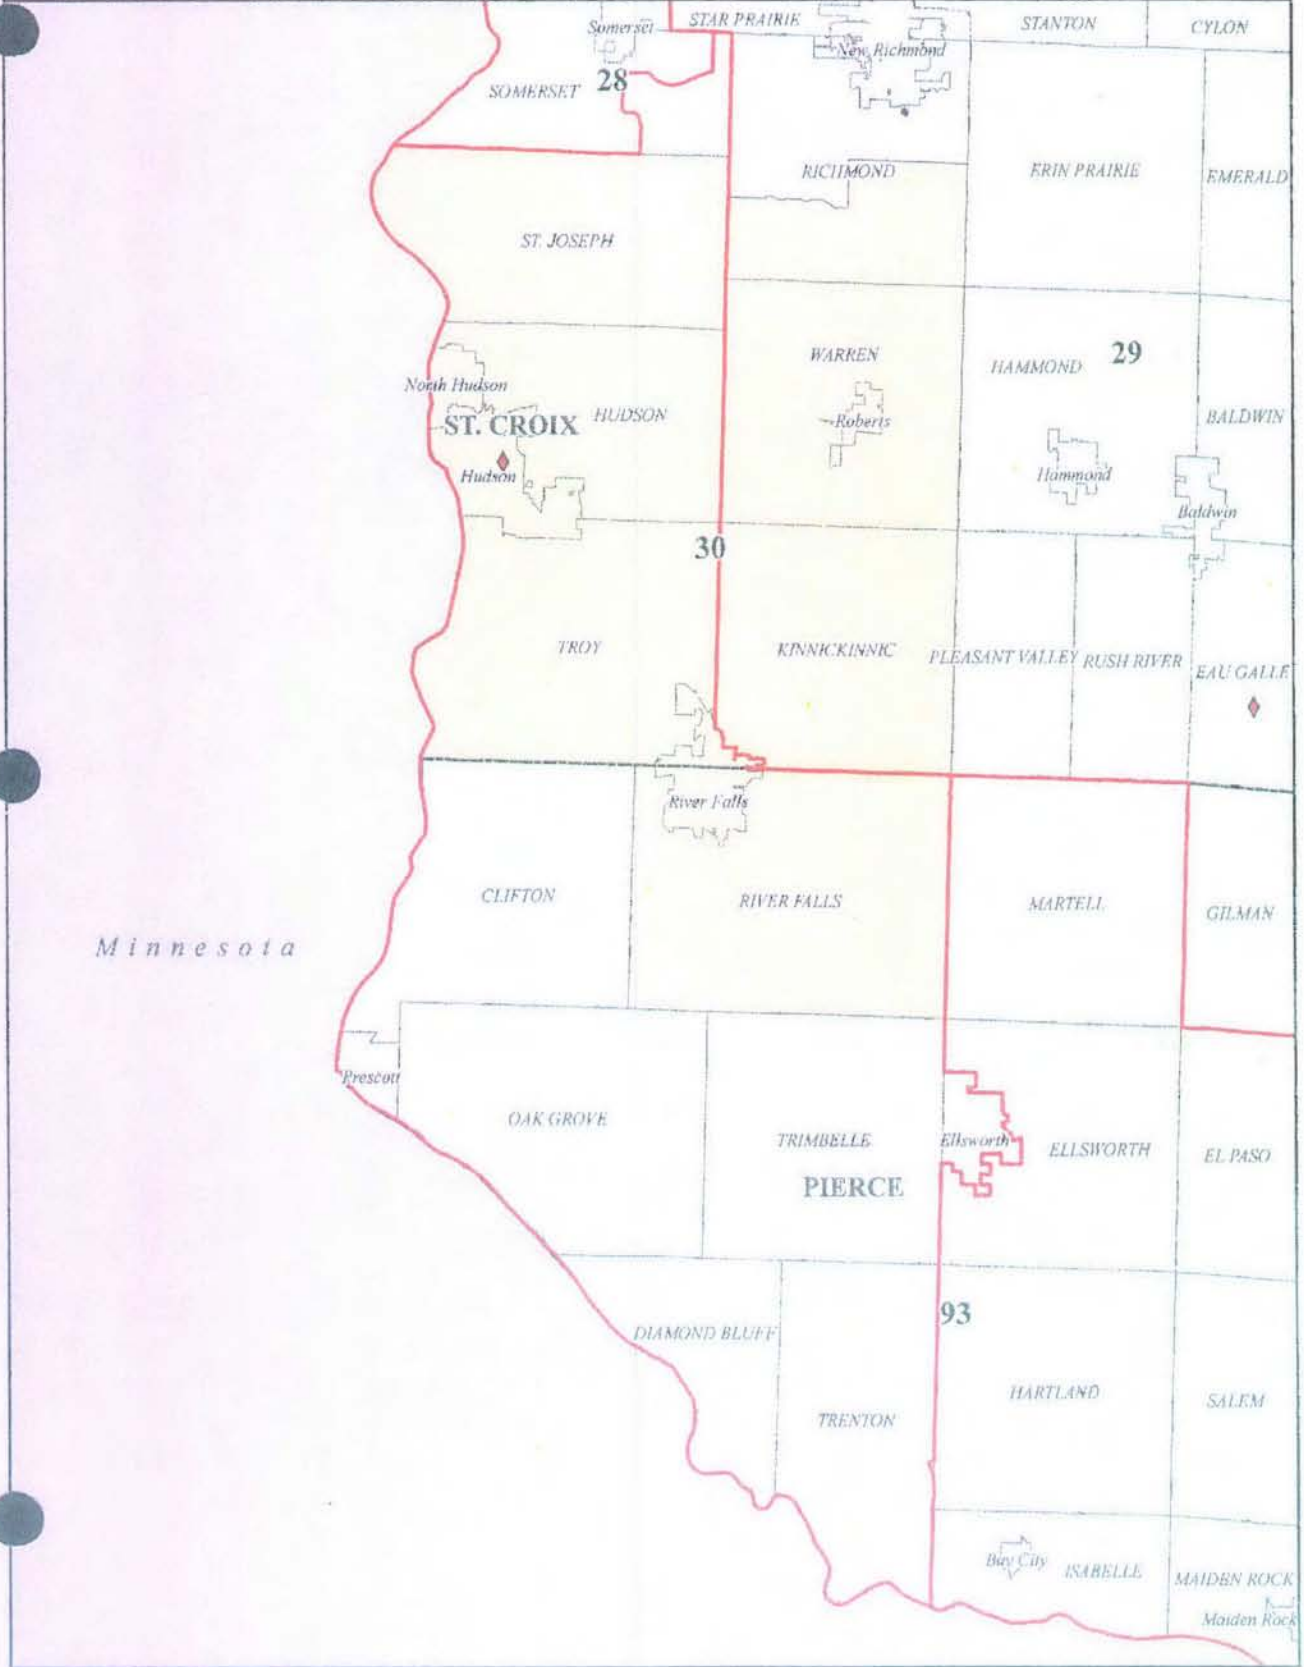 Somerset
STAR PRAIRIE
New Richmond
STANTON
CYLON
SOMERSET
28
RICHMOND
ERIN PRAIRIE
EMERALD
ST. JOSEPH
WARREN
HAMMOND
29
North Hudson
ST. CROIX
HUDSON
Roberts
BALDWIN
Hudson
Hammond
Baldwin
30
TROY
KINNICKINNIC
PLEASANT VALLEY
RUSH RIVER
EAU GALLE
River Falls
CLIFTON
RIVER FALLS
MARTELL
GILMAN
Minnesota
Prescott
OAK GROVE
TRIMBELLE
Ellsworth
ELLSWORTH
EL PASO
PIERCE
93
DIAMOND BLUFF
HARTLAND
SALEM
TRENTON
Bay City
ISABELLE
MAIDEN ROCK
Maiden Rock